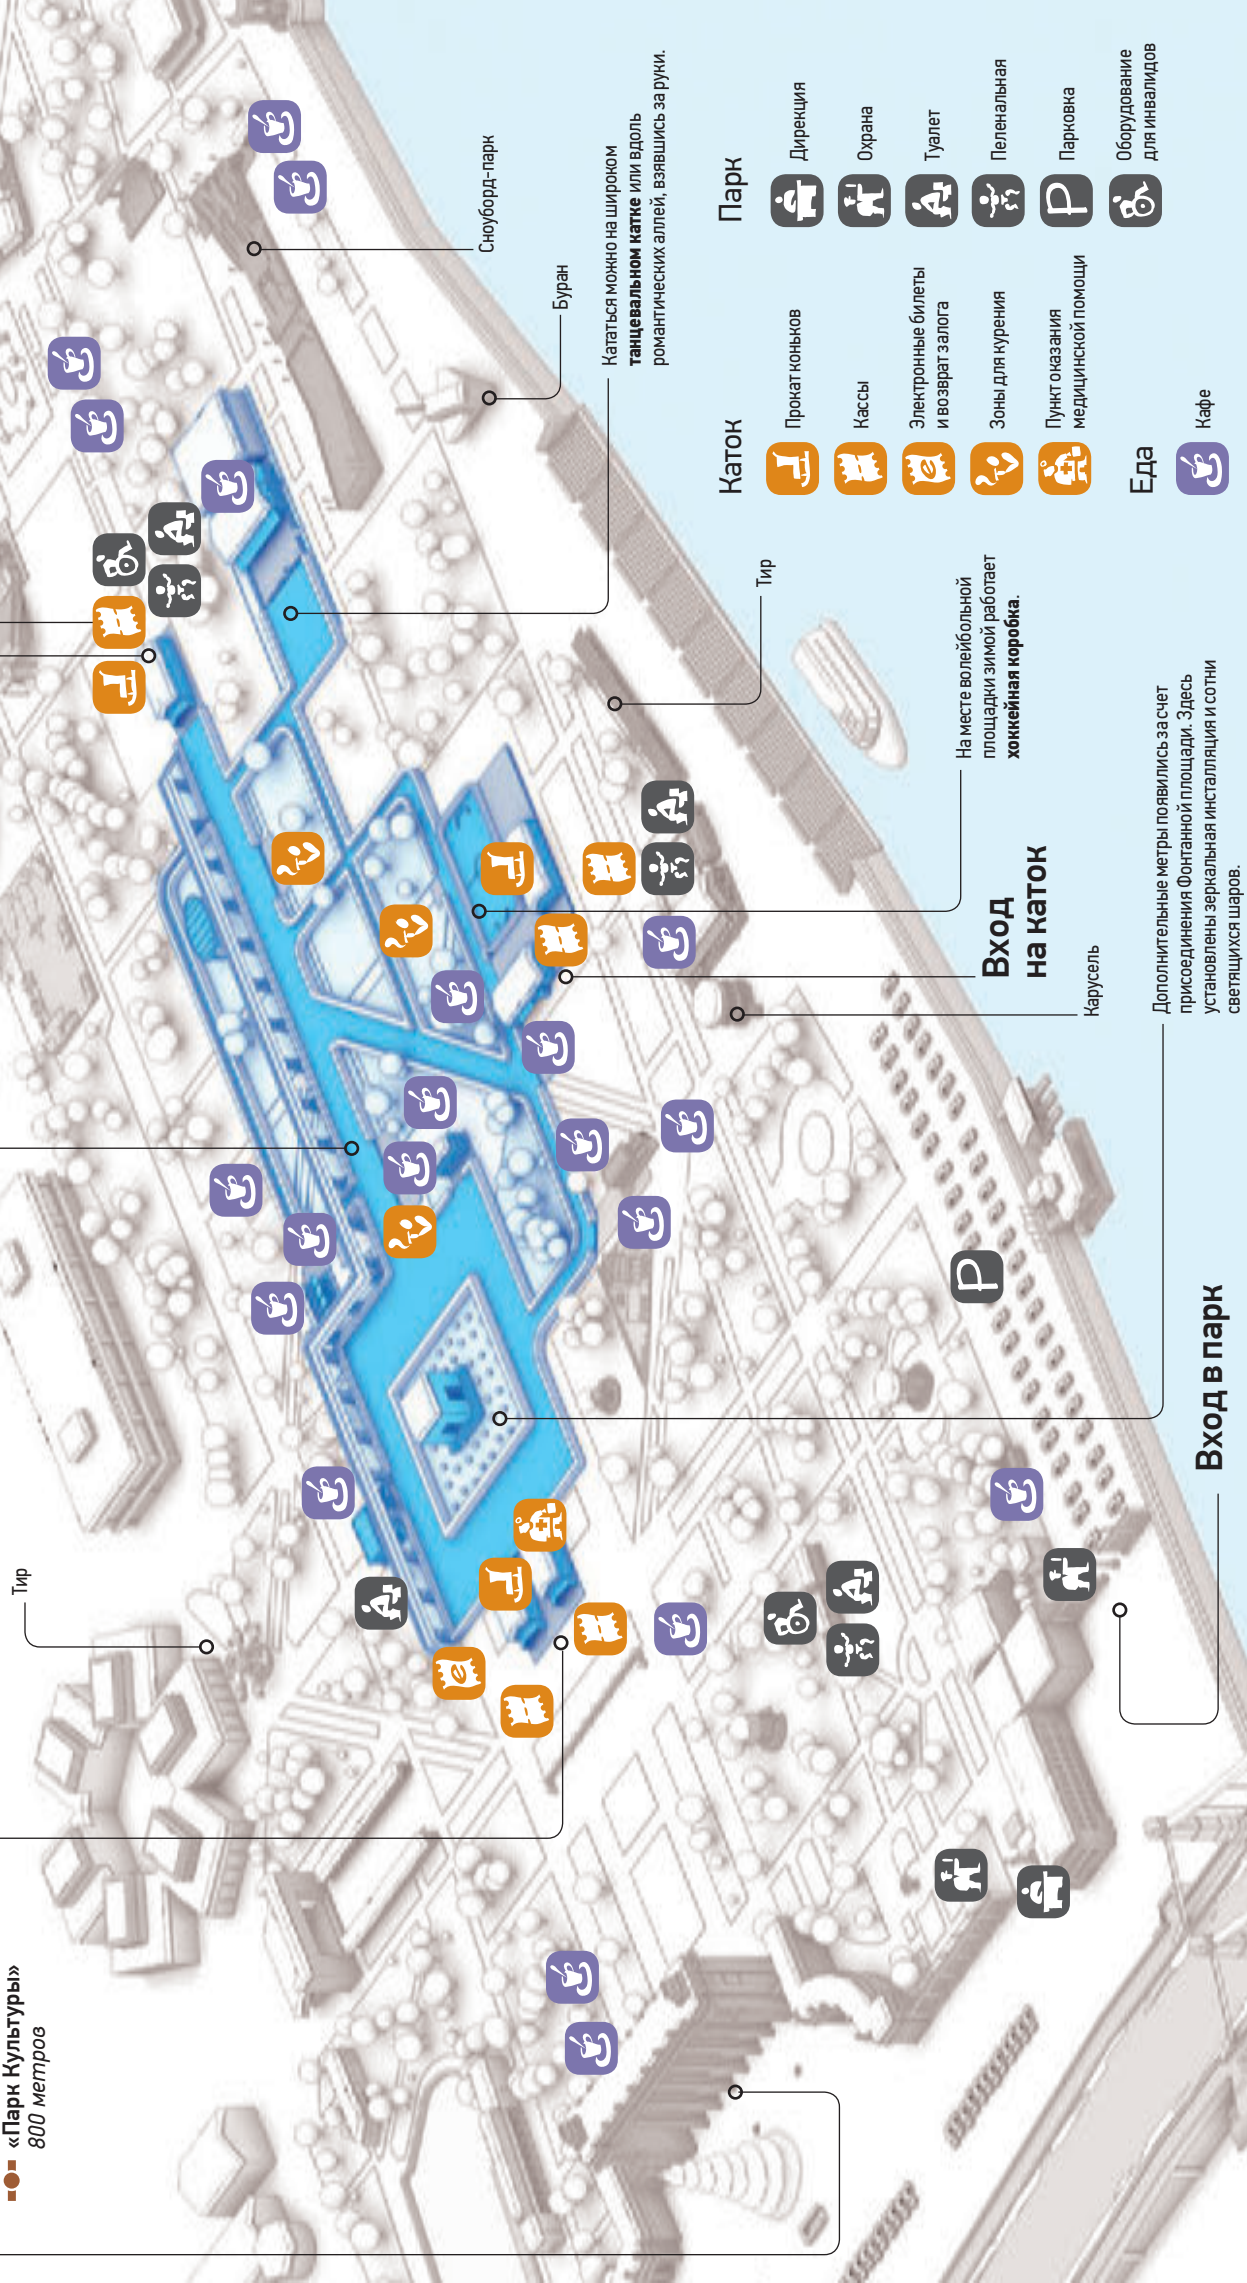 «Парк Культуры»
800 метров
Тир
Сноуборд-парк
Буран
Кататься можно на широком
танцевальном катке или вдоль
романтических аллей, взявшись за руки.
Тир
На месте волейбольной
площадки зимой работает
хоккейная коробка.
Вход
на каток
Карусель
Дополнительные метры появились за счет
присоединения Фонтанной площади. Здесь
установлены зеркальная инсталляция и сотни
светящихся шаров.
Вход в парк
P
e
Каток
Прокат коньков
Кассы
e
Электронные билеты
и возврат залога
Зоны для курения
Пункт оказания
медицинской помощи
Еда
Кафе
Парк
Дирекция
Охрана
Туалет
Пеленальная
P
Парковка
Оборудование
для инвалидов